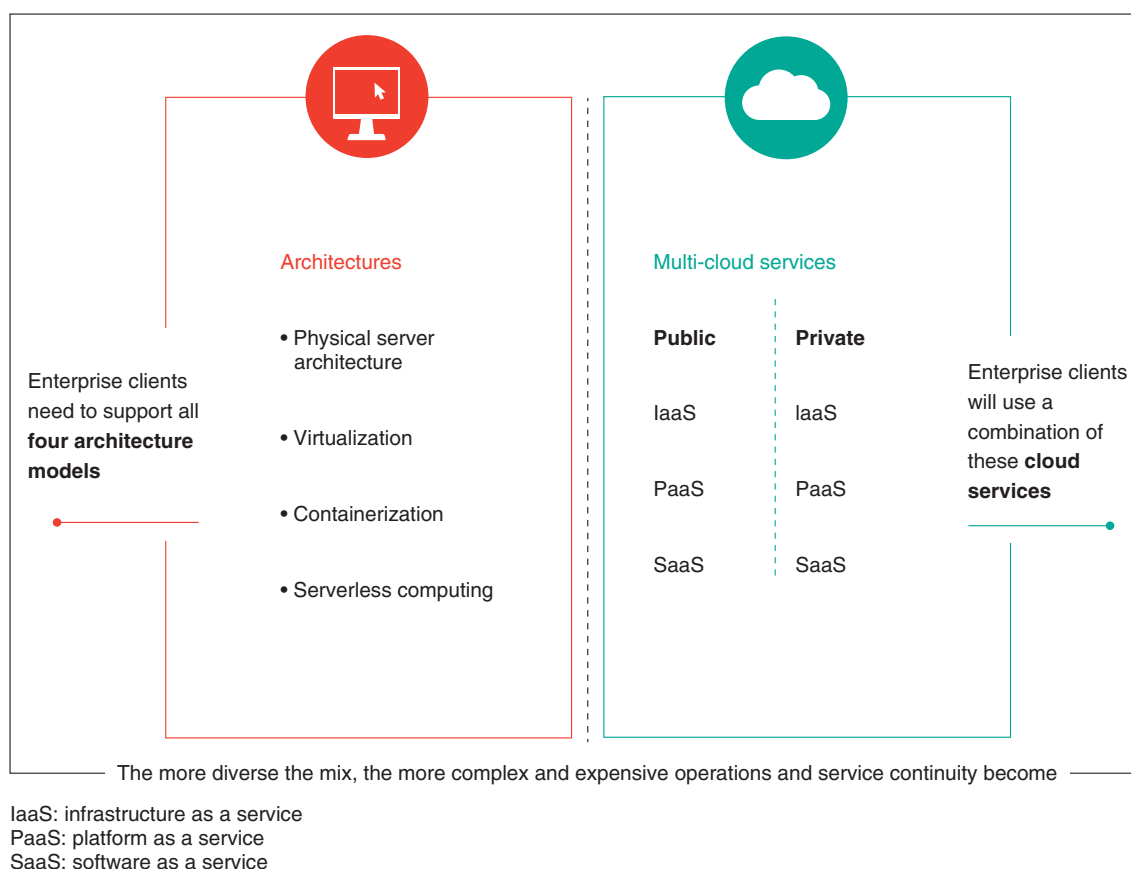 Architectures
• Physical server
architecture
• Virtualization
• Containerization
• Serverless computing
Enterprise clients
need to support all
four architecture
models
Multi-cloud services
Public
Private
IaaS
IaaS
PaaS
PaaS
SaaS
SaaS
Enterprise clients
will use a
combination of
these cloud
services
The more diverse the mix, the more complex and expensive operations and service continuity become
IaaS: infrastructure as a service
PaaS: platform as a service
SaaS: software as a service